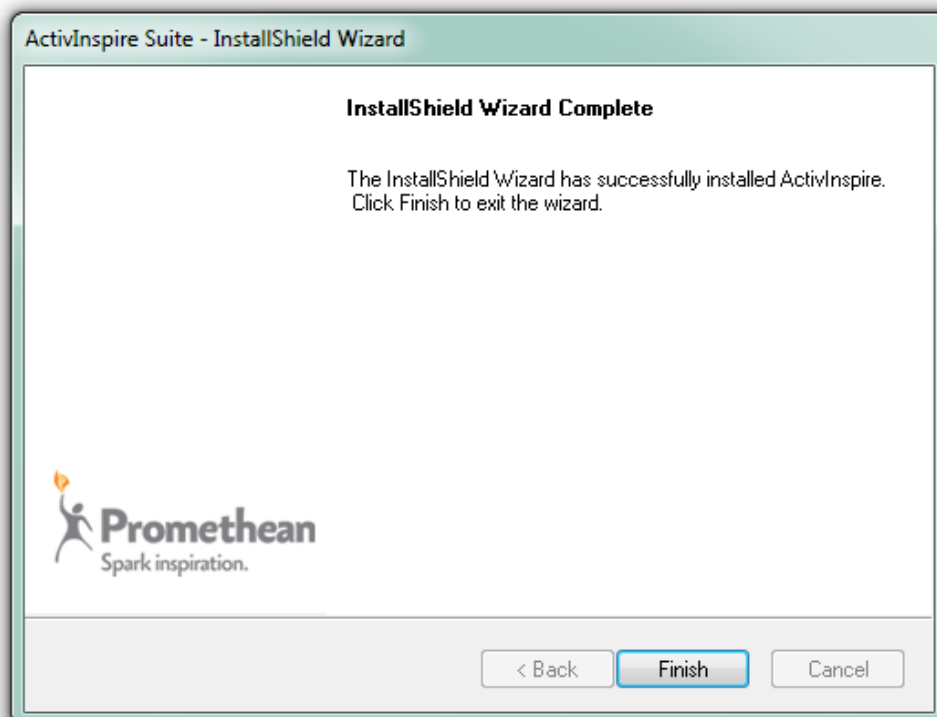 ActivInspire Suite - InstallShield Wizard
InstallShield Wizard Complete
The InstallShield Wizard has successfully installed ActivInspire.
Click Finish to exit the wizard.
Promethean
Spark inspiration.
< Back
Finish
Cancel